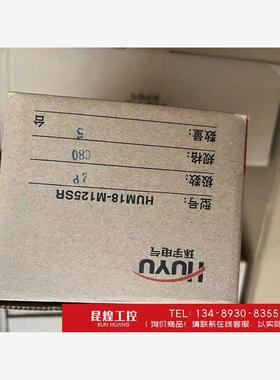 HUYU
环宇电气
型号: HUM18-M125SR
极数: 2P
规格: C80
数量: 5 台
昆煌工控
KUN HUANG
TEL: 134-8930-8355
(询价商品!请联系在线客服,以实